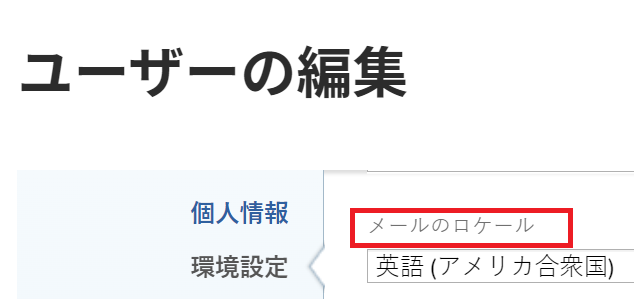 ユーザーの編集
個人情報
メールのロケール
環境設定
英語 (アメリカ合衆国)